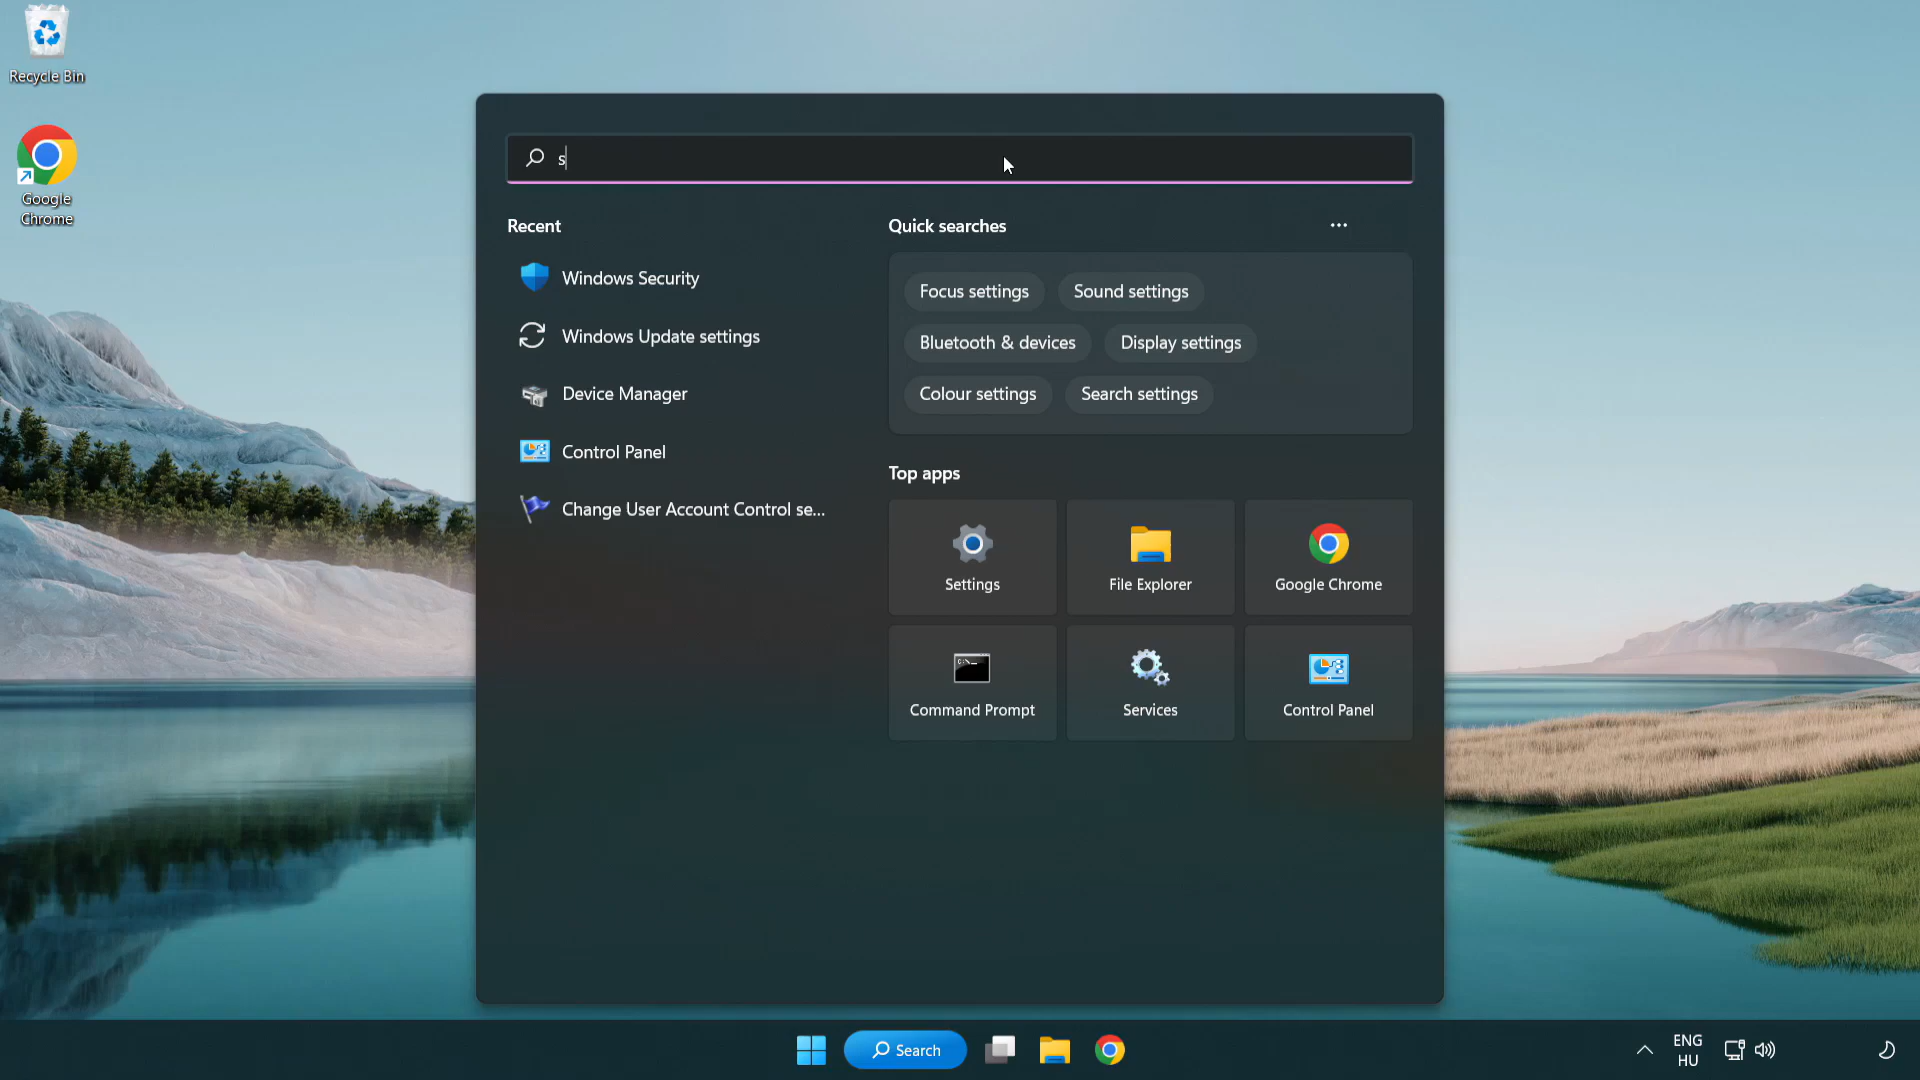 Recycle Bin
Google
Chrome
s
Recent
Windows Security
Windows Update settings
Device Manager
Control Panel
Change User Account Control se...
Quick searches
Focus settings
Sound settings
Bluetooth & devices
Display settings
Colour settings
Search settings
Top apps
Settings
File Explorer
Google Chrome
Command Prompt
Services
Control Panel
Search
ENG
HU